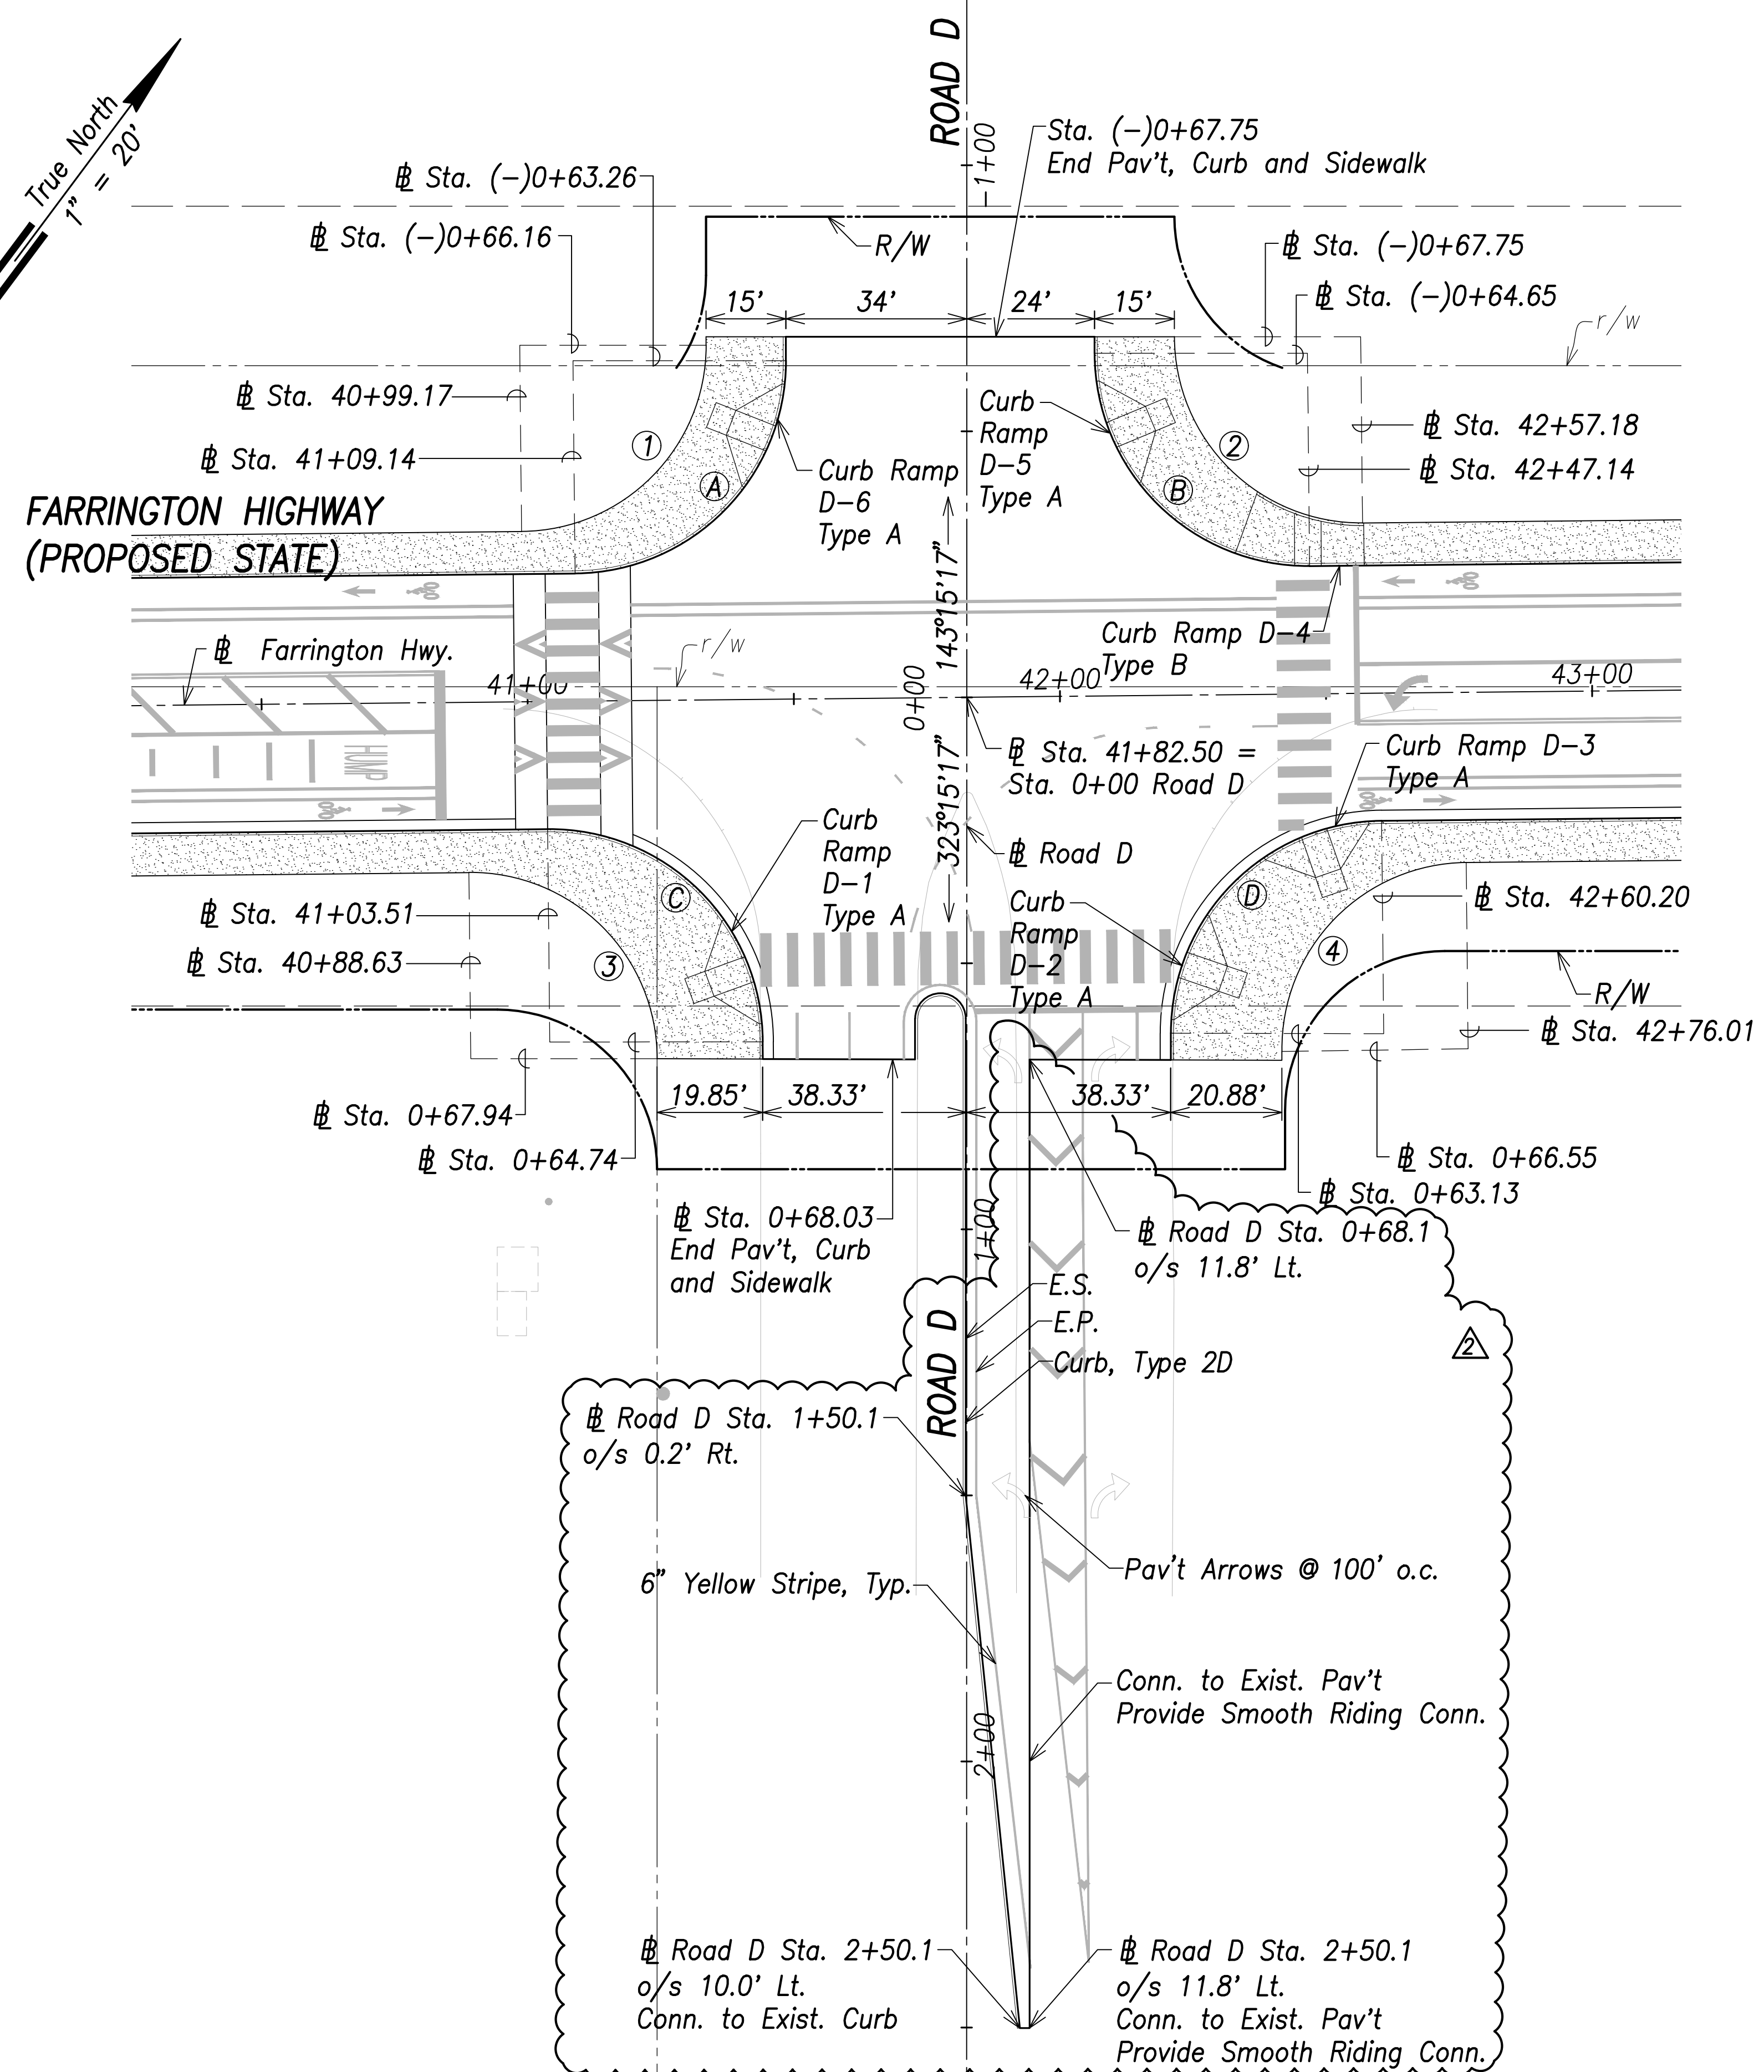 ROAD D
True North
1" = 20'
-1+00
Sta. (-)0+67.75
End Pav't, Curb and Sidewalk
℄ Sta. (-)0+63.26
℄ Sta. (-)0+66.16
R/W
℄ Sta. (-)0+67.75
℄ Sta. (-)0+64.65
15'
34'
24'
15'
r/w
℄ Sta. 40+99.17
℄ Sta. 41+09.14
1
A
Curb Ramp
D-6
Type A
Curb
Ramp
D-5
Type A
2
B
℄ Sta. 42+57.18
℄ Sta. 42+47.14
FARRINGTON HIGHWAY
(PROPOSED STATE)
143°15'17"
Curb Ramp D-4
Type B
℄ Farrington Hwy.
r/w
41+00
0+00
42+00
43+00
HUMP
℄ Sta. 41+82.50 =
Sta. 0+00 Road D
323°15'17"
Curb Ramp D-3
Type A
Curb
Ramp
D-1
Type A
℄ Road D
Curb
Ramp
D-2
Type A
C
D
℄ Sta. 41+03.51
℄ Sta. 40+88.63
3
4
℄ Sta. 42+60.20
R/W
℄ Sta. 42+76.01
19.85'
38.33'
38.33'
20.88'
℄ Sta. 0+67.94
℄ Sta. 0+64.74
℄ Sta. 0+66.55
℄ Sta. 0+63.13
℄ Sta. 0+68.03
End Pav't, Curb
and Sidewalk
1+00
℄ Road D Sta. 0+68.1
o/s 11.8' Lt.
E.S.
E.P.
Curb, Type 2D
2
ROAD D
℄ Road D Sta. 1+50.1
o/s 0.2' Rt.
6" Yellow Stripe, Typ.
Pav't Arrows @ 100' o.c.
Conn. to Exist. Pav't
Provide Smooth Riding Conn.
2+00
℄ Road D Sta. 2+50.1
o/s 10.0' Lt.
Conn. to Exist. Curb
℄ Road D Sta. 2+50.1
o/s 11.8' Lt.
Conn. to Exist. Pav't
Provide Smooth Riding Conn.